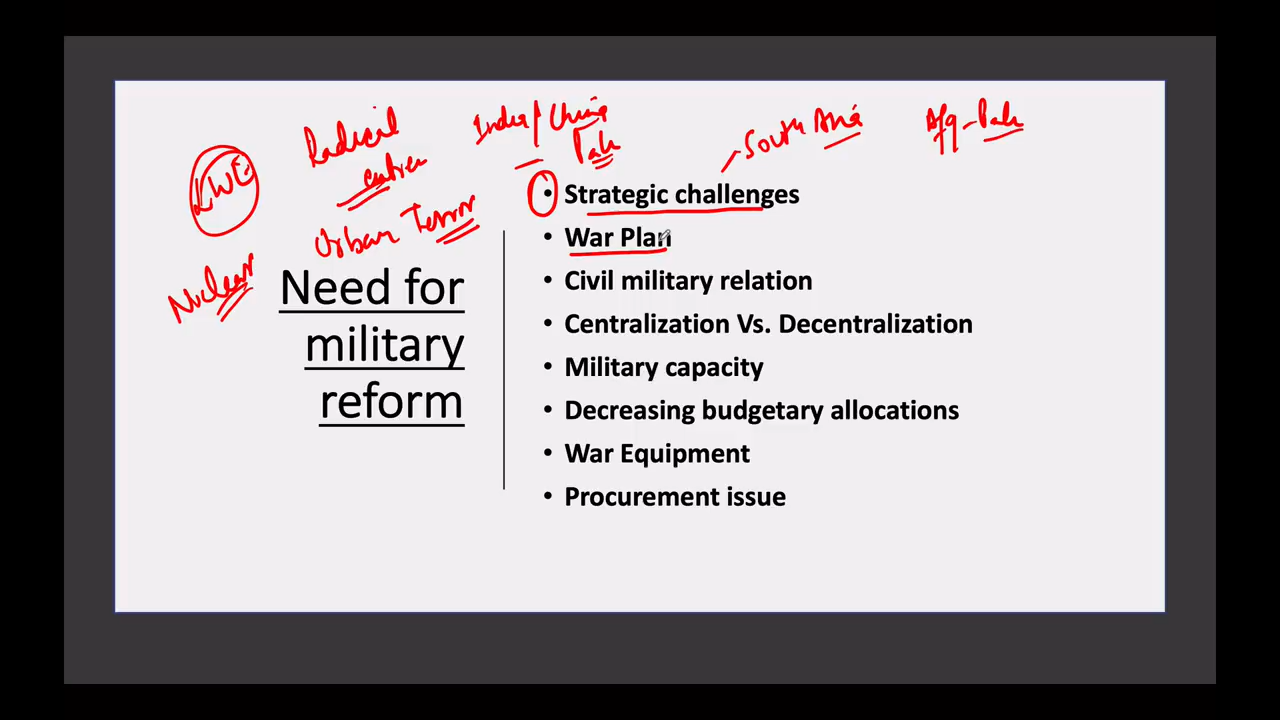 Radical
India/ China
Pak
South Asia
Afg-Pak
LWE
Urban Terror
Nuclear
Need for
military
reform
• Strategic challenges
• War Plan
• Civil military relation
• Centralization Vs. Decentralization
• Military capacity
• Decreasing budgetary allocations
• War Equipment
• Procurement issue